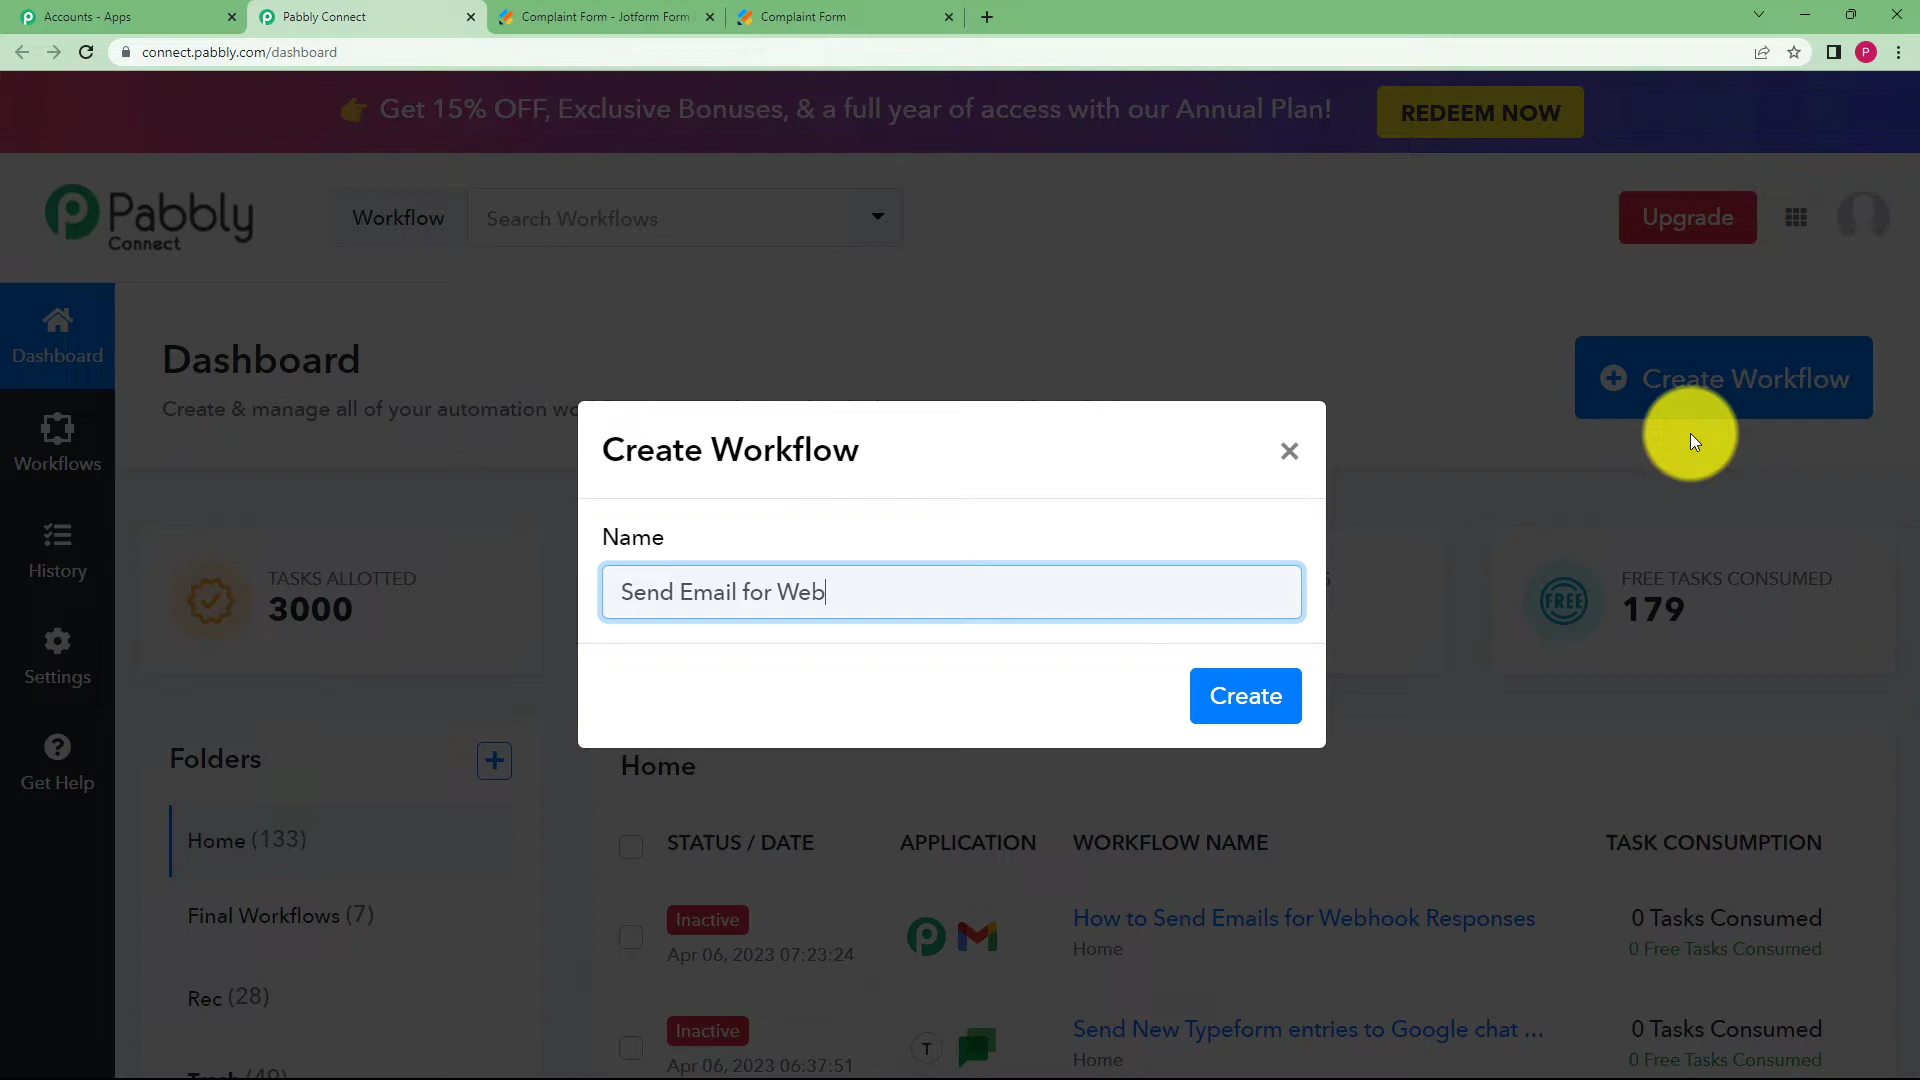 Accounts - Apps
Pabbly Connect
Complaint Form - Jotform Form
Complaint Form
connect.pabbly.com/dashboard
P
👉 Get 15% OFF, Exclusive Bonuses, & a full year of access with our Annual Plan!
REDEEM NOW
Pabbly
Connect
Workflow
Search Workflows
Upgrade
Dashboard
Workflows
History
Settings
Get Help
Dashboard
Create & manage all of your automation wo
Create Workflow
Create Workflow
Name
Send Email for Web
Create
TASKS ALLOTTED
3000
FREE
FREE TASKS CONSUMED
179
Folders
Home (133)
Final Workflows (7)
Rec (28)
Trash (49)
Home
STATUS / DATE
APPLICATION
WORKFLOW NAME
TASK CONSUMPTION
Inactive
Apr 06, 2023 07:23:24
How to Send Emails for Webhook Responses
Home
0 Tasks Consumed
0 Free Tasks Consumed
Inactive
Apr 06, 2023 06:37:51
T
Send New Typeform entries to Google chat ...
Home
0 Tasks Consumed
0 Free Tasks Consumed